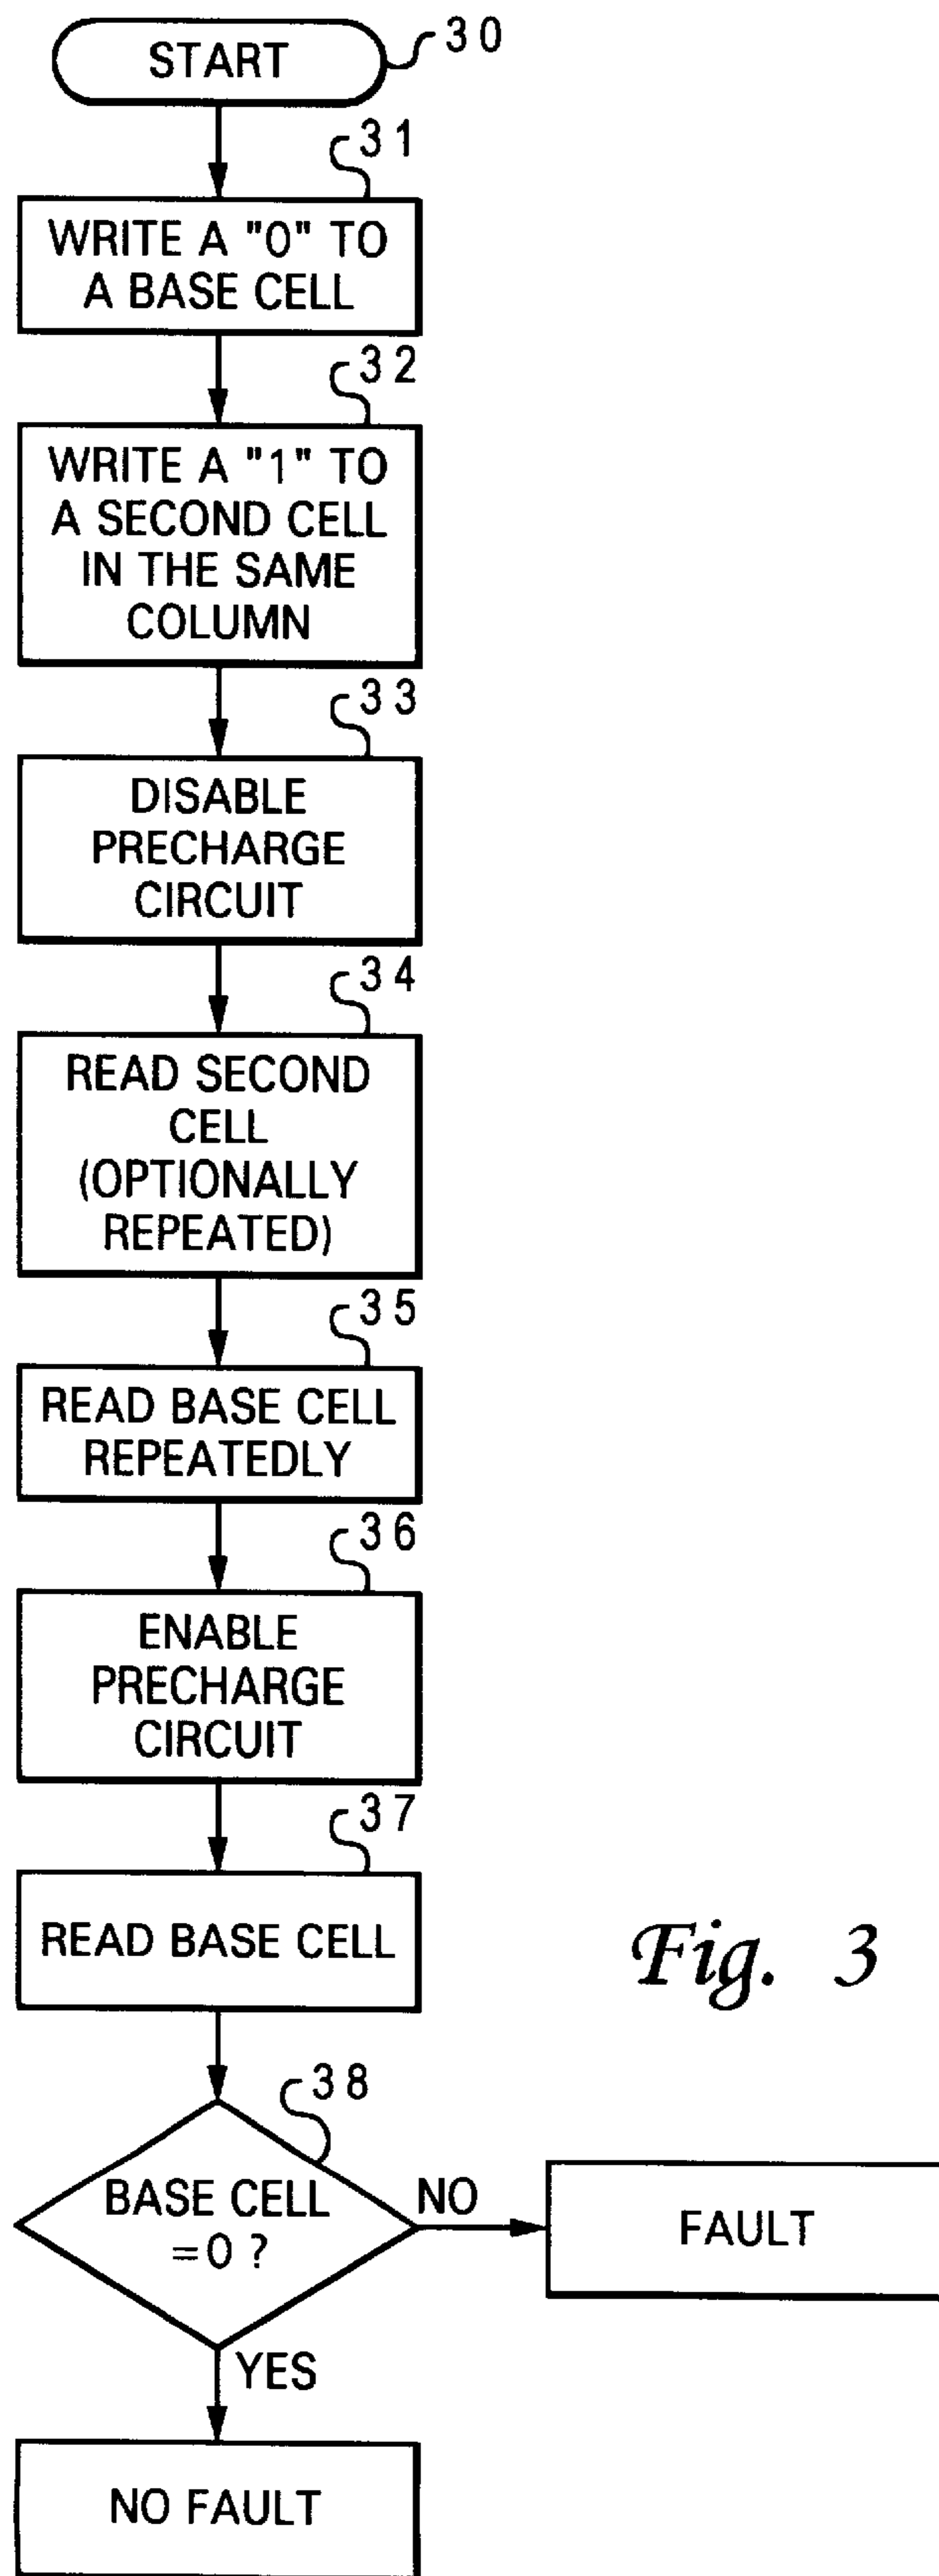 START
30
31
WRITE A "0" TO
A BASE CELL
32
WRITE A "1" TO
A SECOND CELL
IN THE SAME
COLUMN
33
DISABLE
PRECHARGE
CIRCUIT
34
READ SECOND
CELL
(OPTIONALLY
REPEATED)
35
READ BASE CELL
REPEATEDLY
36
ENABLE
PRECHARGE
CIRCUIT
37
READ BASE CELL
Fig. 3
38
BASE CELL
=0 ?
NO
FAULT
YES
NO FAULT